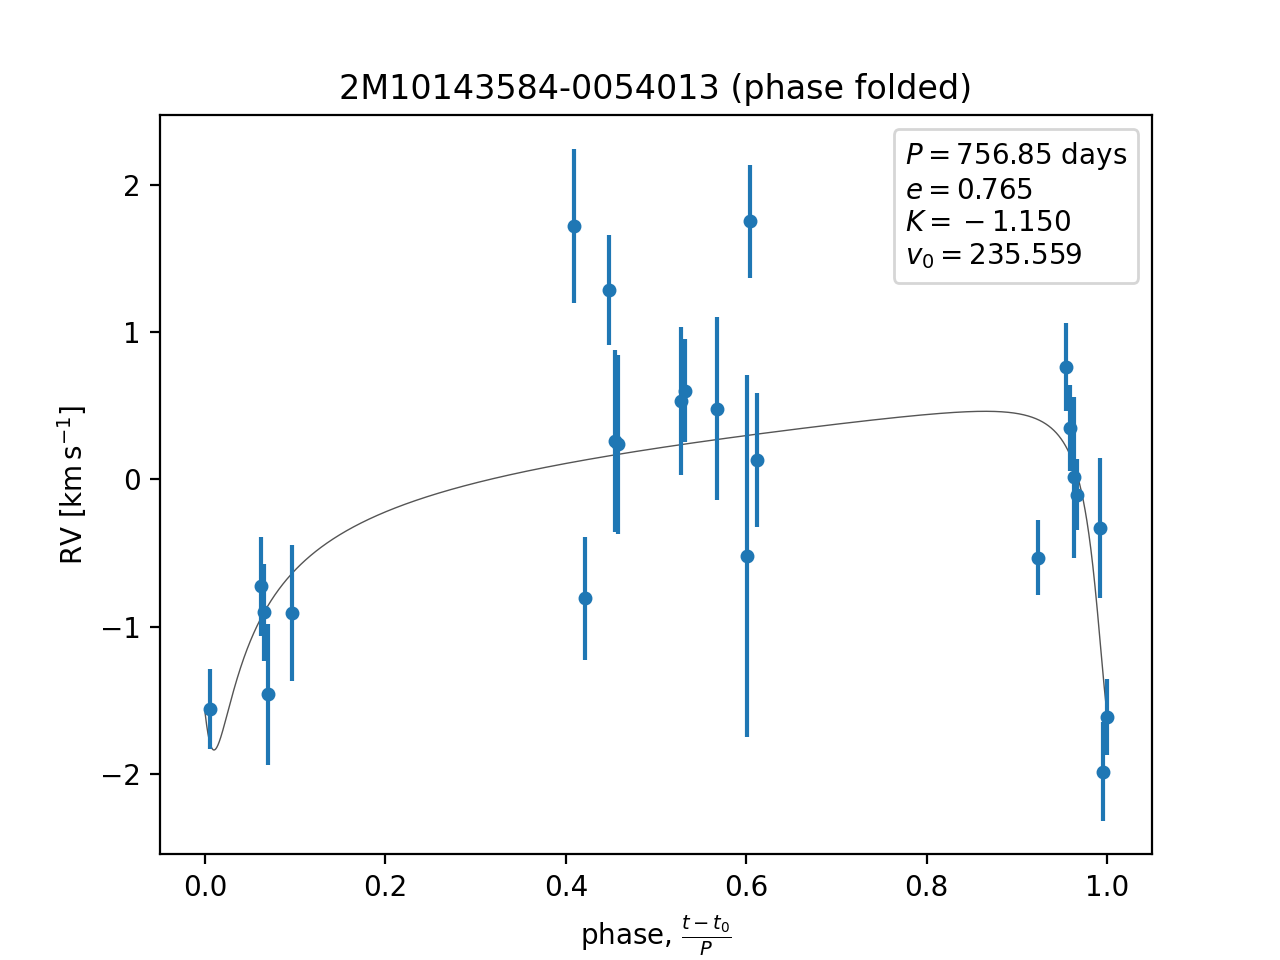 2M10143584-0054013 (phase folded)
P = 756.85 days
e = 0.765
K = −1.150
v₀ = 235.559
RV [km s⁻¹]
2
1
0
−1
−2
0.0 0.2 0.4 0.6 0.8 1.0
phase, (t − t₀)/P